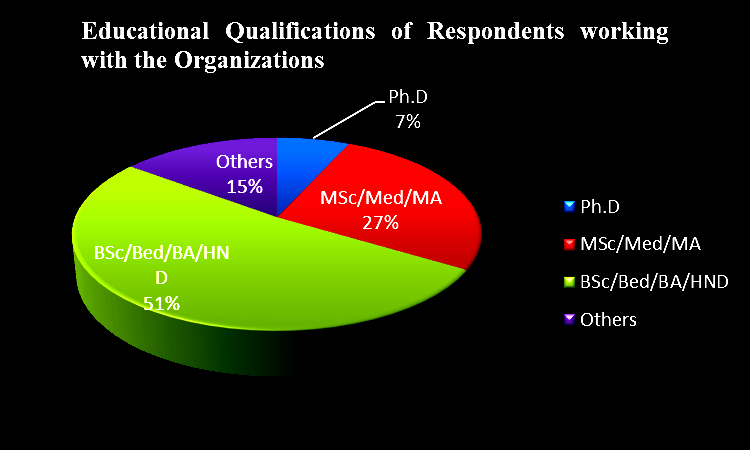 Educational Qualifications of Respondents working
with the Organizations
Ph.D
7%
Others
15%
MSc/Med/MA
27%
BSc/Bed/BA/HN
D
51%
Ph.D
MSc/Med/MA
BSc/Bed/BA/HND
Others